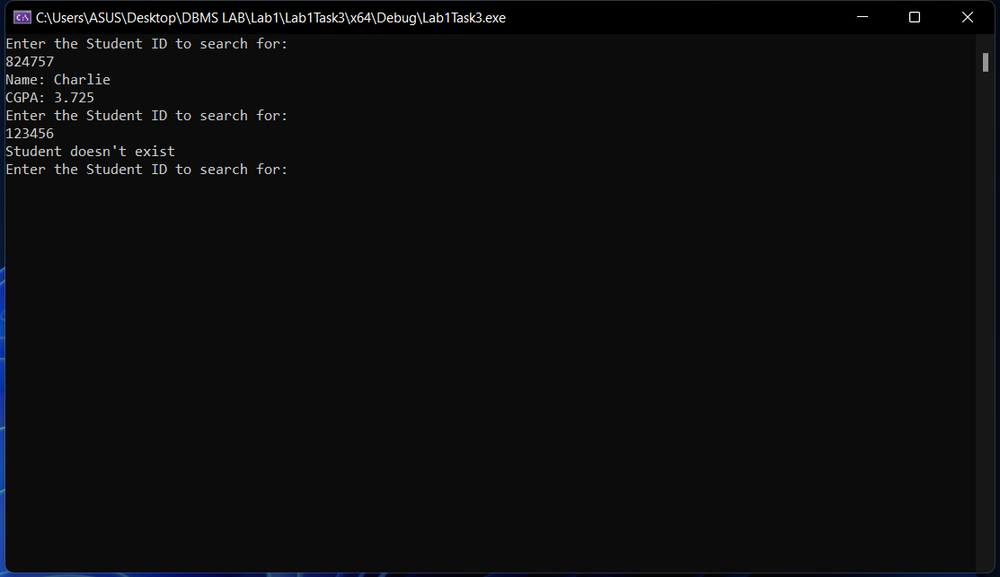 C:\Users\ASUS\Desktop\DBMS LAB\Lab1\Lab1Task3\x64\Debug\Lab1Task3.exe
Enter the Student ID to search for:
824757
Name: Charlie
CGPA: 3.725
Enter the Student ID to search for:
123456
Student doesn't exist
Enter the Student ID to search for: